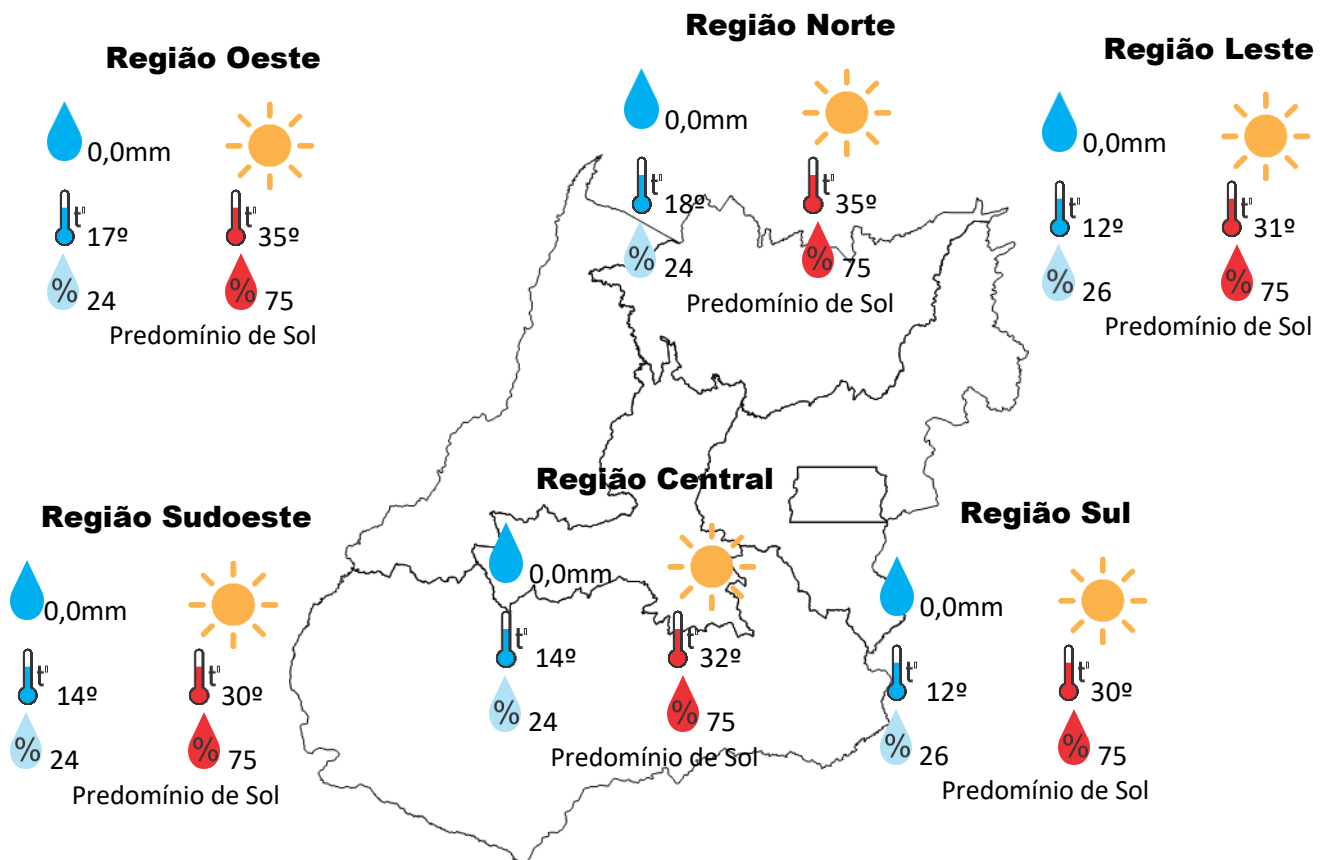 Região Oeste
0,0mm
t°
17º
t°
35º
%
24
%
75
Predomínio de Sol
Região Norte
0,0mm
t°
18º
t°
35º
%
24
%
75
Predomínio de Sol
Região Leste
0,0mm
t°
12º
t°
31º
%
26
%
75
Predomínio de Sol
Região Sudoeste
0,0mm
t°
14º
t°
30º
%
24
%
75
Predomínio de Sol
Região Central
0,0mm
t°
14º
t°
32º
%
24
%
75
Predomínio de Sol
Região Sul
0,0mm
t°
12º
t°
30º
%
26
%
75
Predomínio de Sol